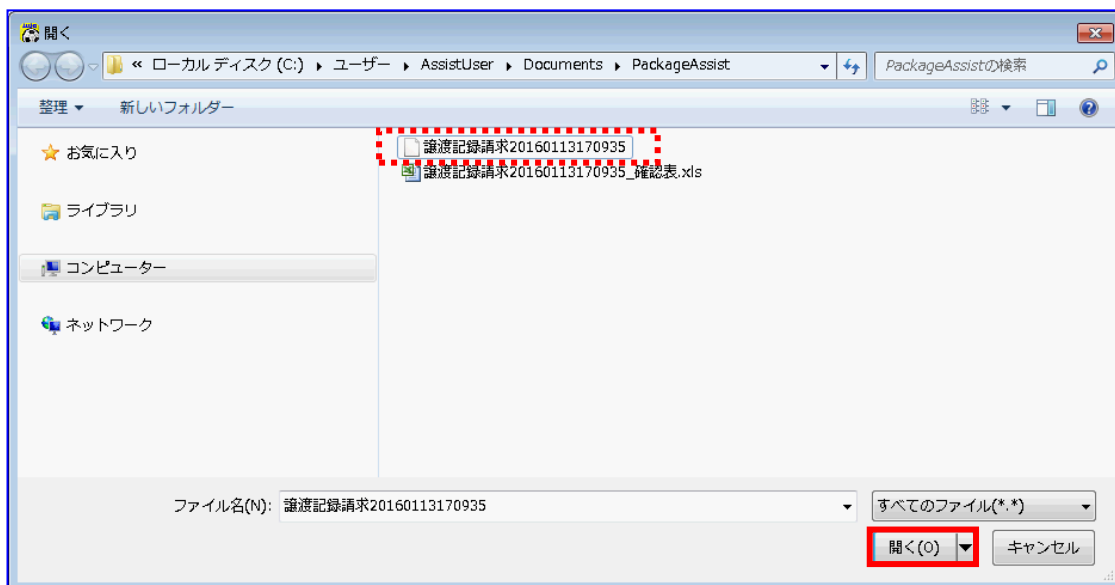 開く
« ローカル ディスク (C:) ▸ ユーザー ▸ AssistUser ▸ Documents ▸ PackageAssist
PackageAssistの検索
整理 ▼ 新しいフォルダー
お気に入り
ライブラリ
コンピューター
ネットワーク
譲渡記録請求20160113170935
譲渡記録請求20160113170935_確認表.xls
ファイル名(N): 譲渡記録請求20160113170935
すべてのファイル(*.*)
開く(O)
キャンセル